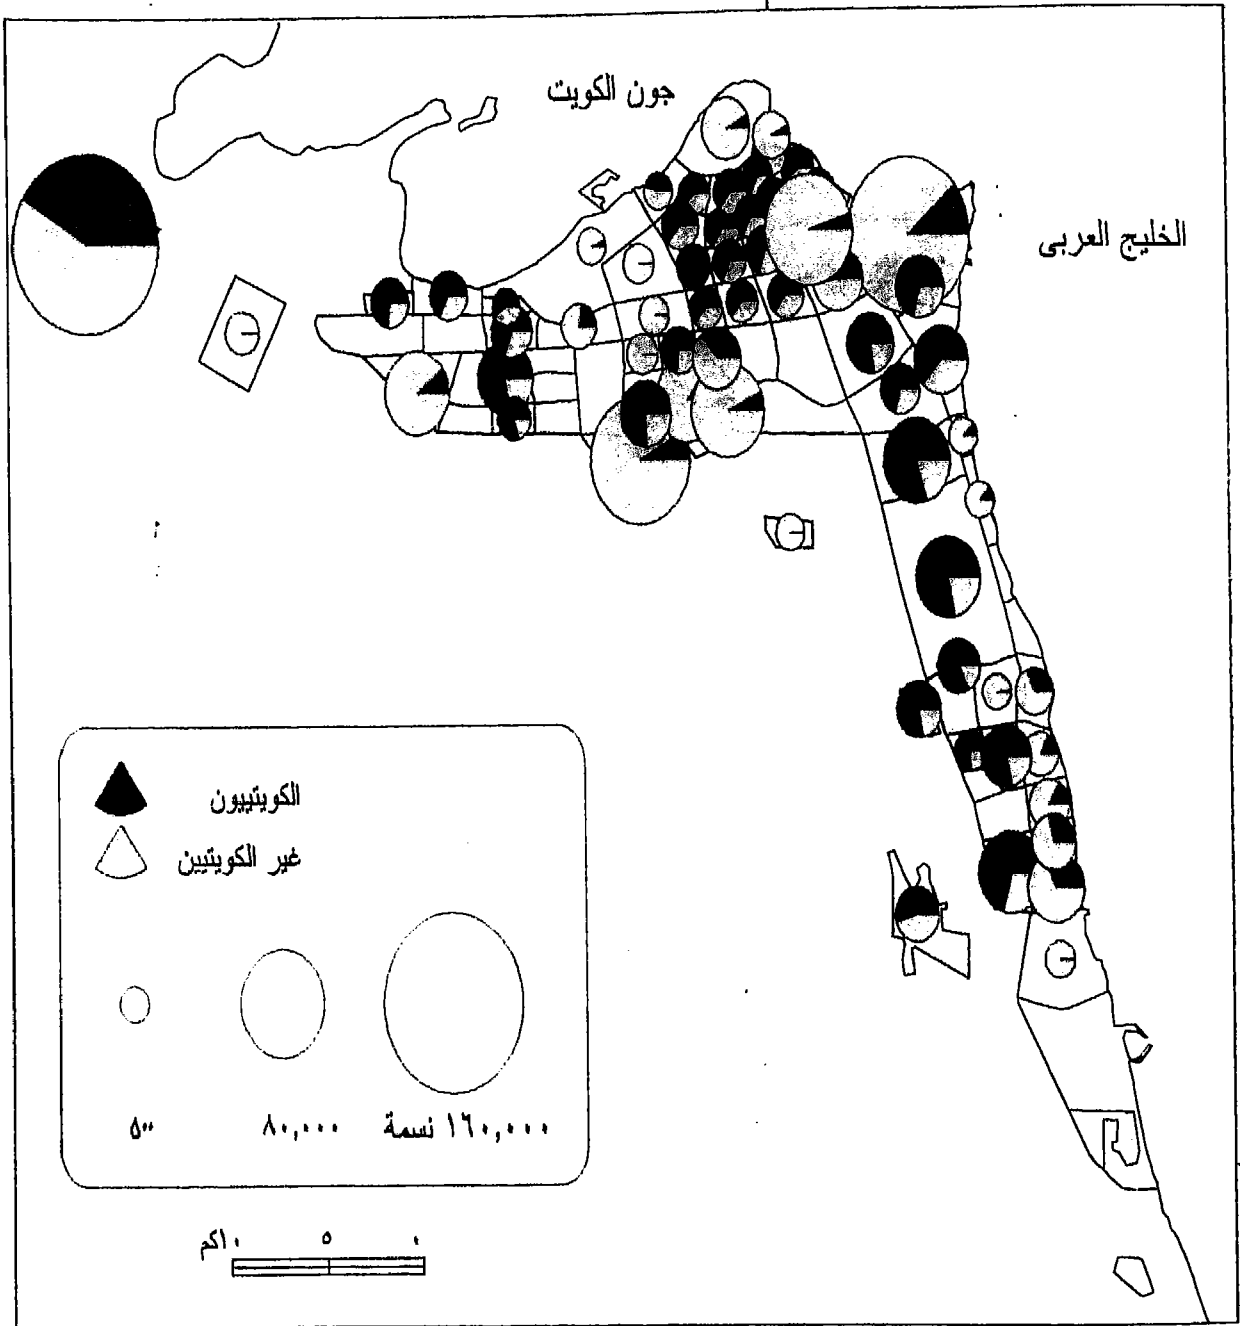 جون الكويت
الخليج العربى
الكويتييون
غير الكويتيين
٥٠٠ ٨٠,٠٠٠ ١٦٠,٠٠٠ نسمة
٠ ٥ ١٠كم